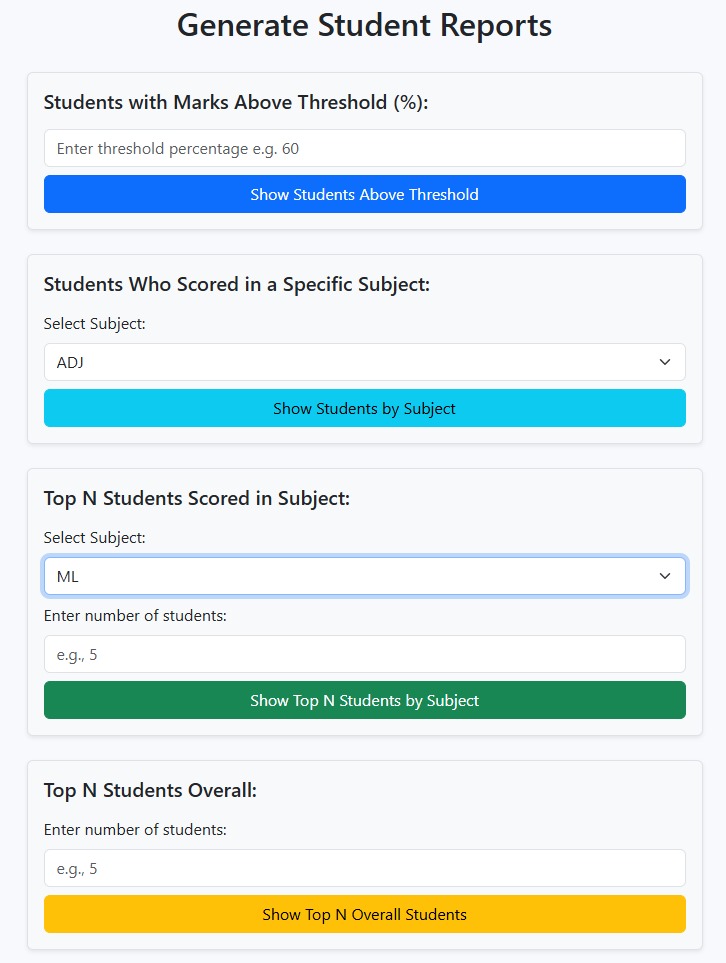 Generate Student Reports
Students with Marks Above Threshold (%):
Enter threshold percentage e.g. 60
Show Students Above Threshold
Students Who Scored in a Specific Subject:
Select Subject:
ADJ
Show Students by Subject
Top N Students Scored in Subject:
Select Subject:
ML
Enter number of students:
e.g., 5
Show Top N Students by Subject
Top N Students Overall:
Enter number of students:
e.g., 5
Show Top N Overall Students